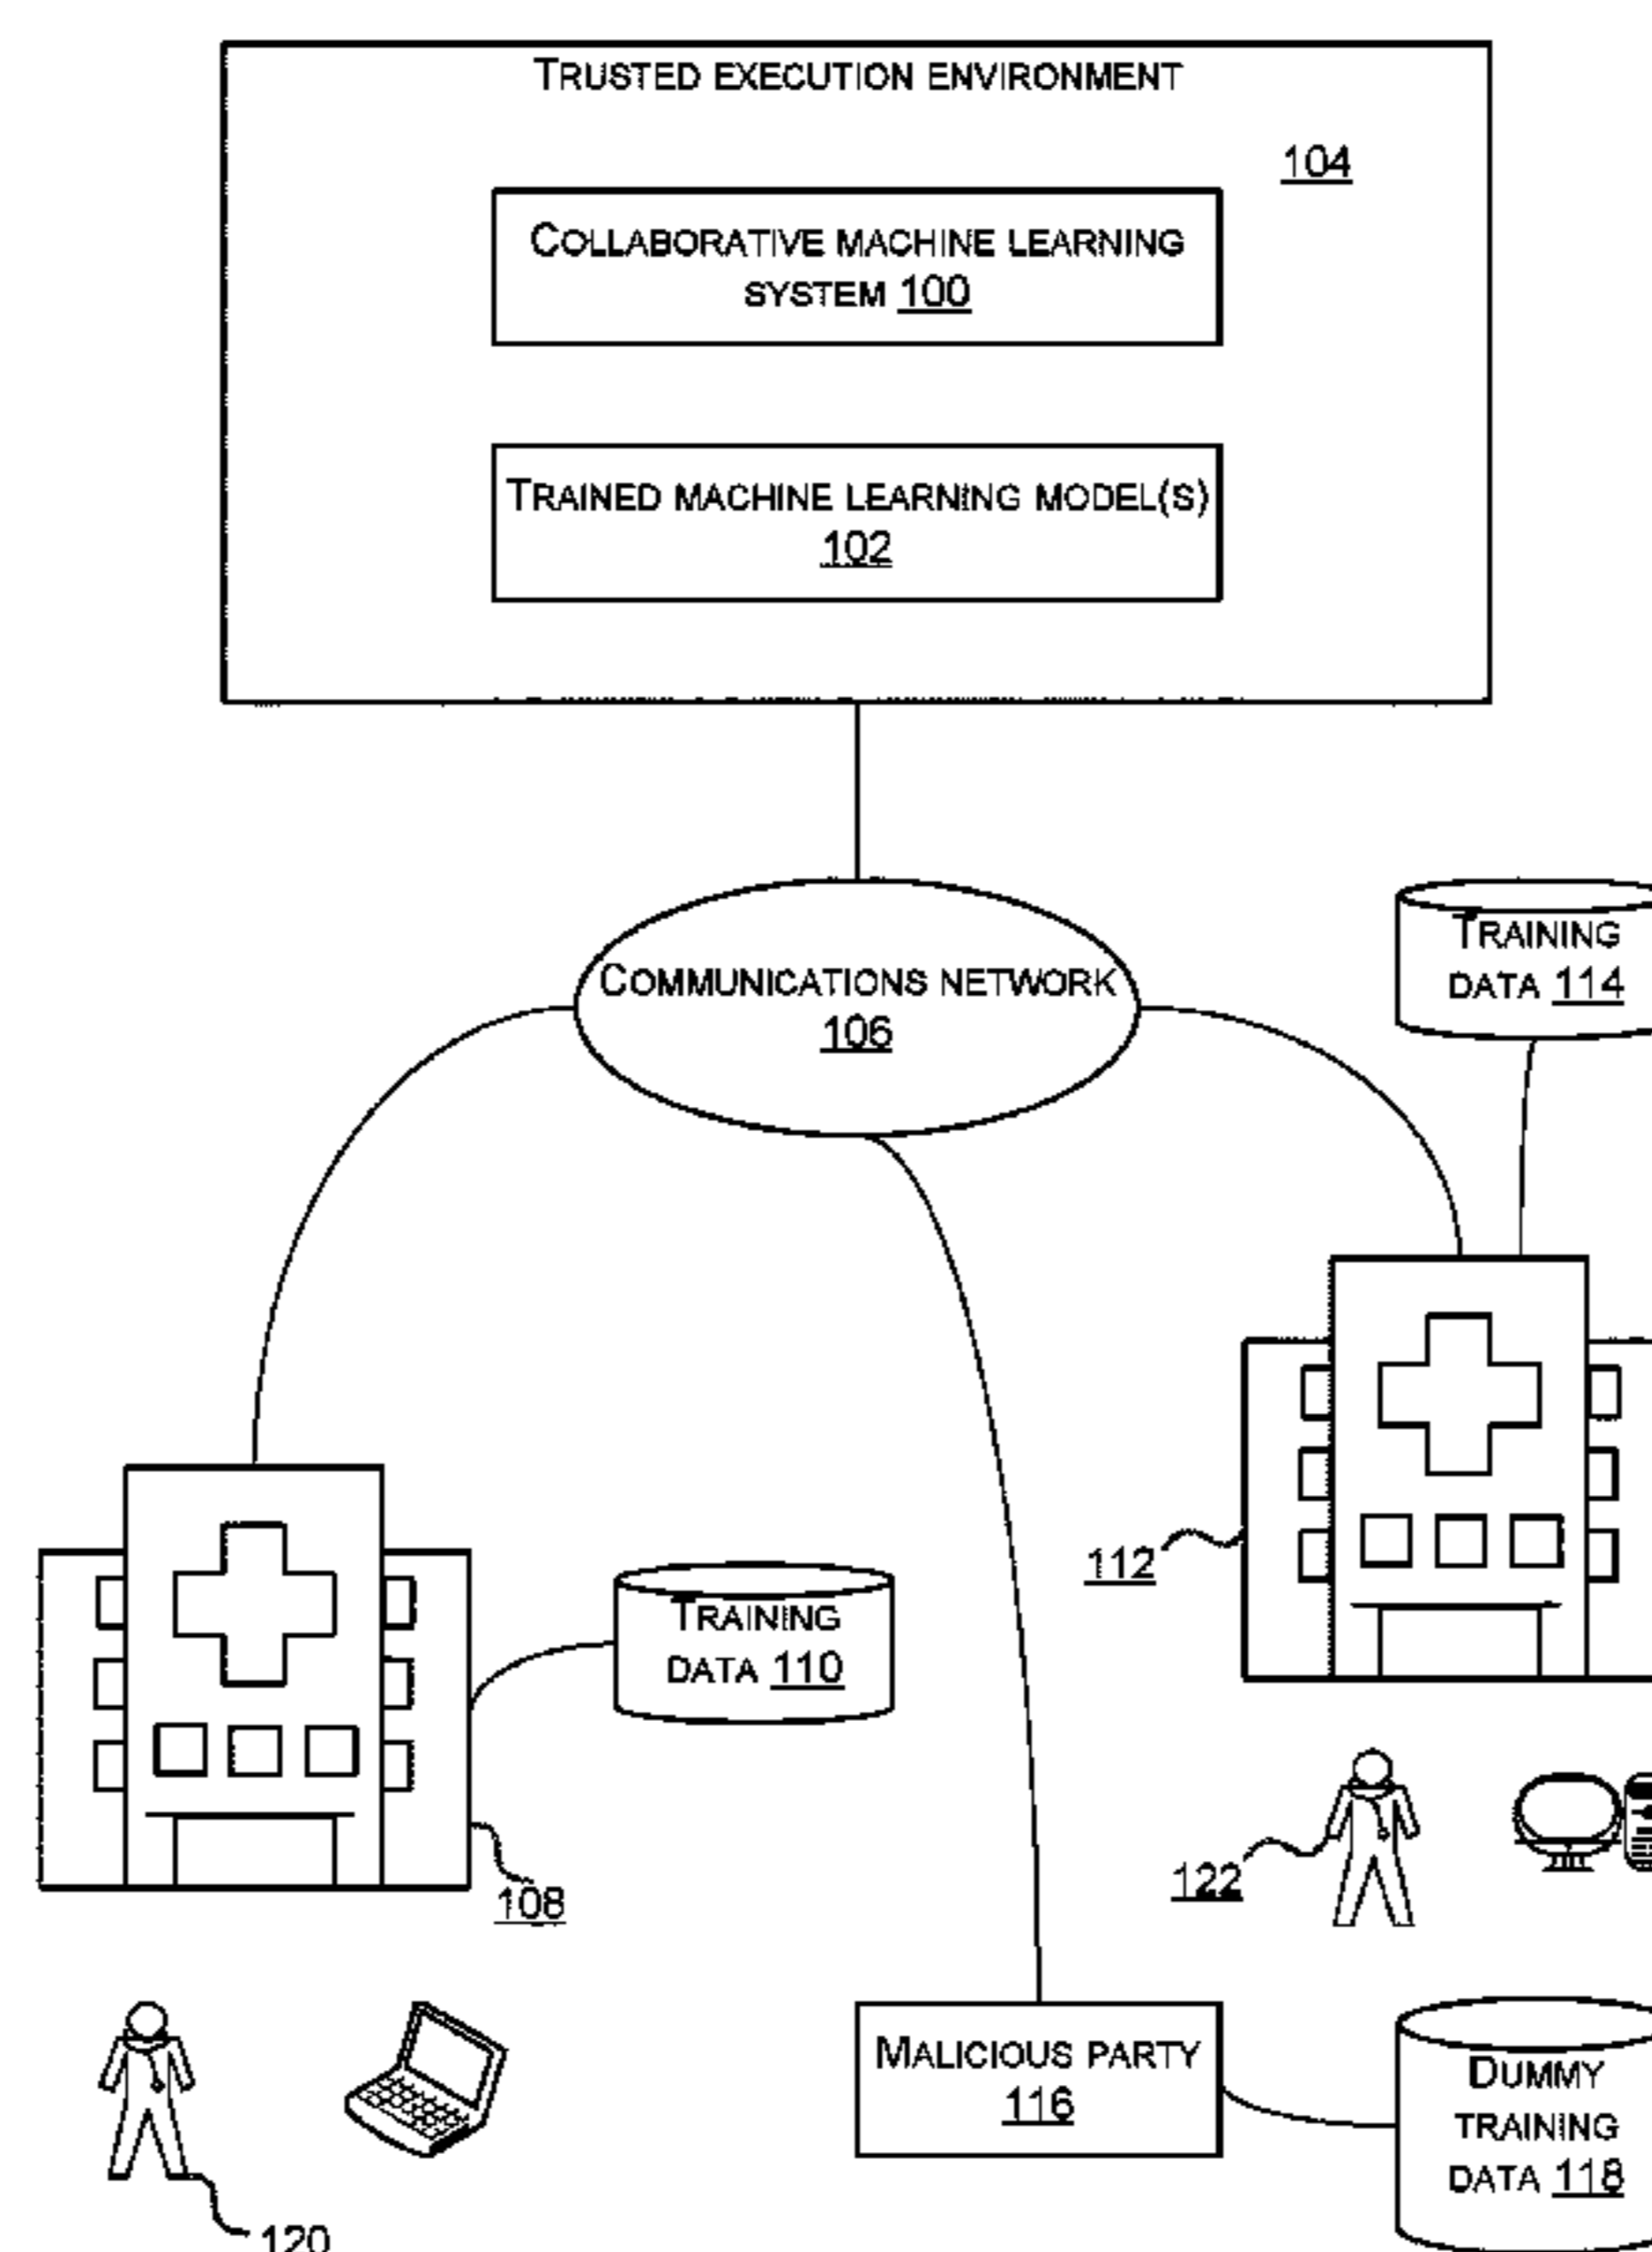 TRUSTED EXECUTION ENVIRONMENT
104
COLLABORATIVE MACHINE LEARNING
SYSTEM 100
TRAINED MACHINE LEARNING MODEL(S)
102
COMMUNICATIONS NETWORK
106
TRAINING
DATA 114
112
TRAINING
DATA 110
108
122
MALICIOUS PARTY
116
DUMMY
TRAINING
DATA 118
120